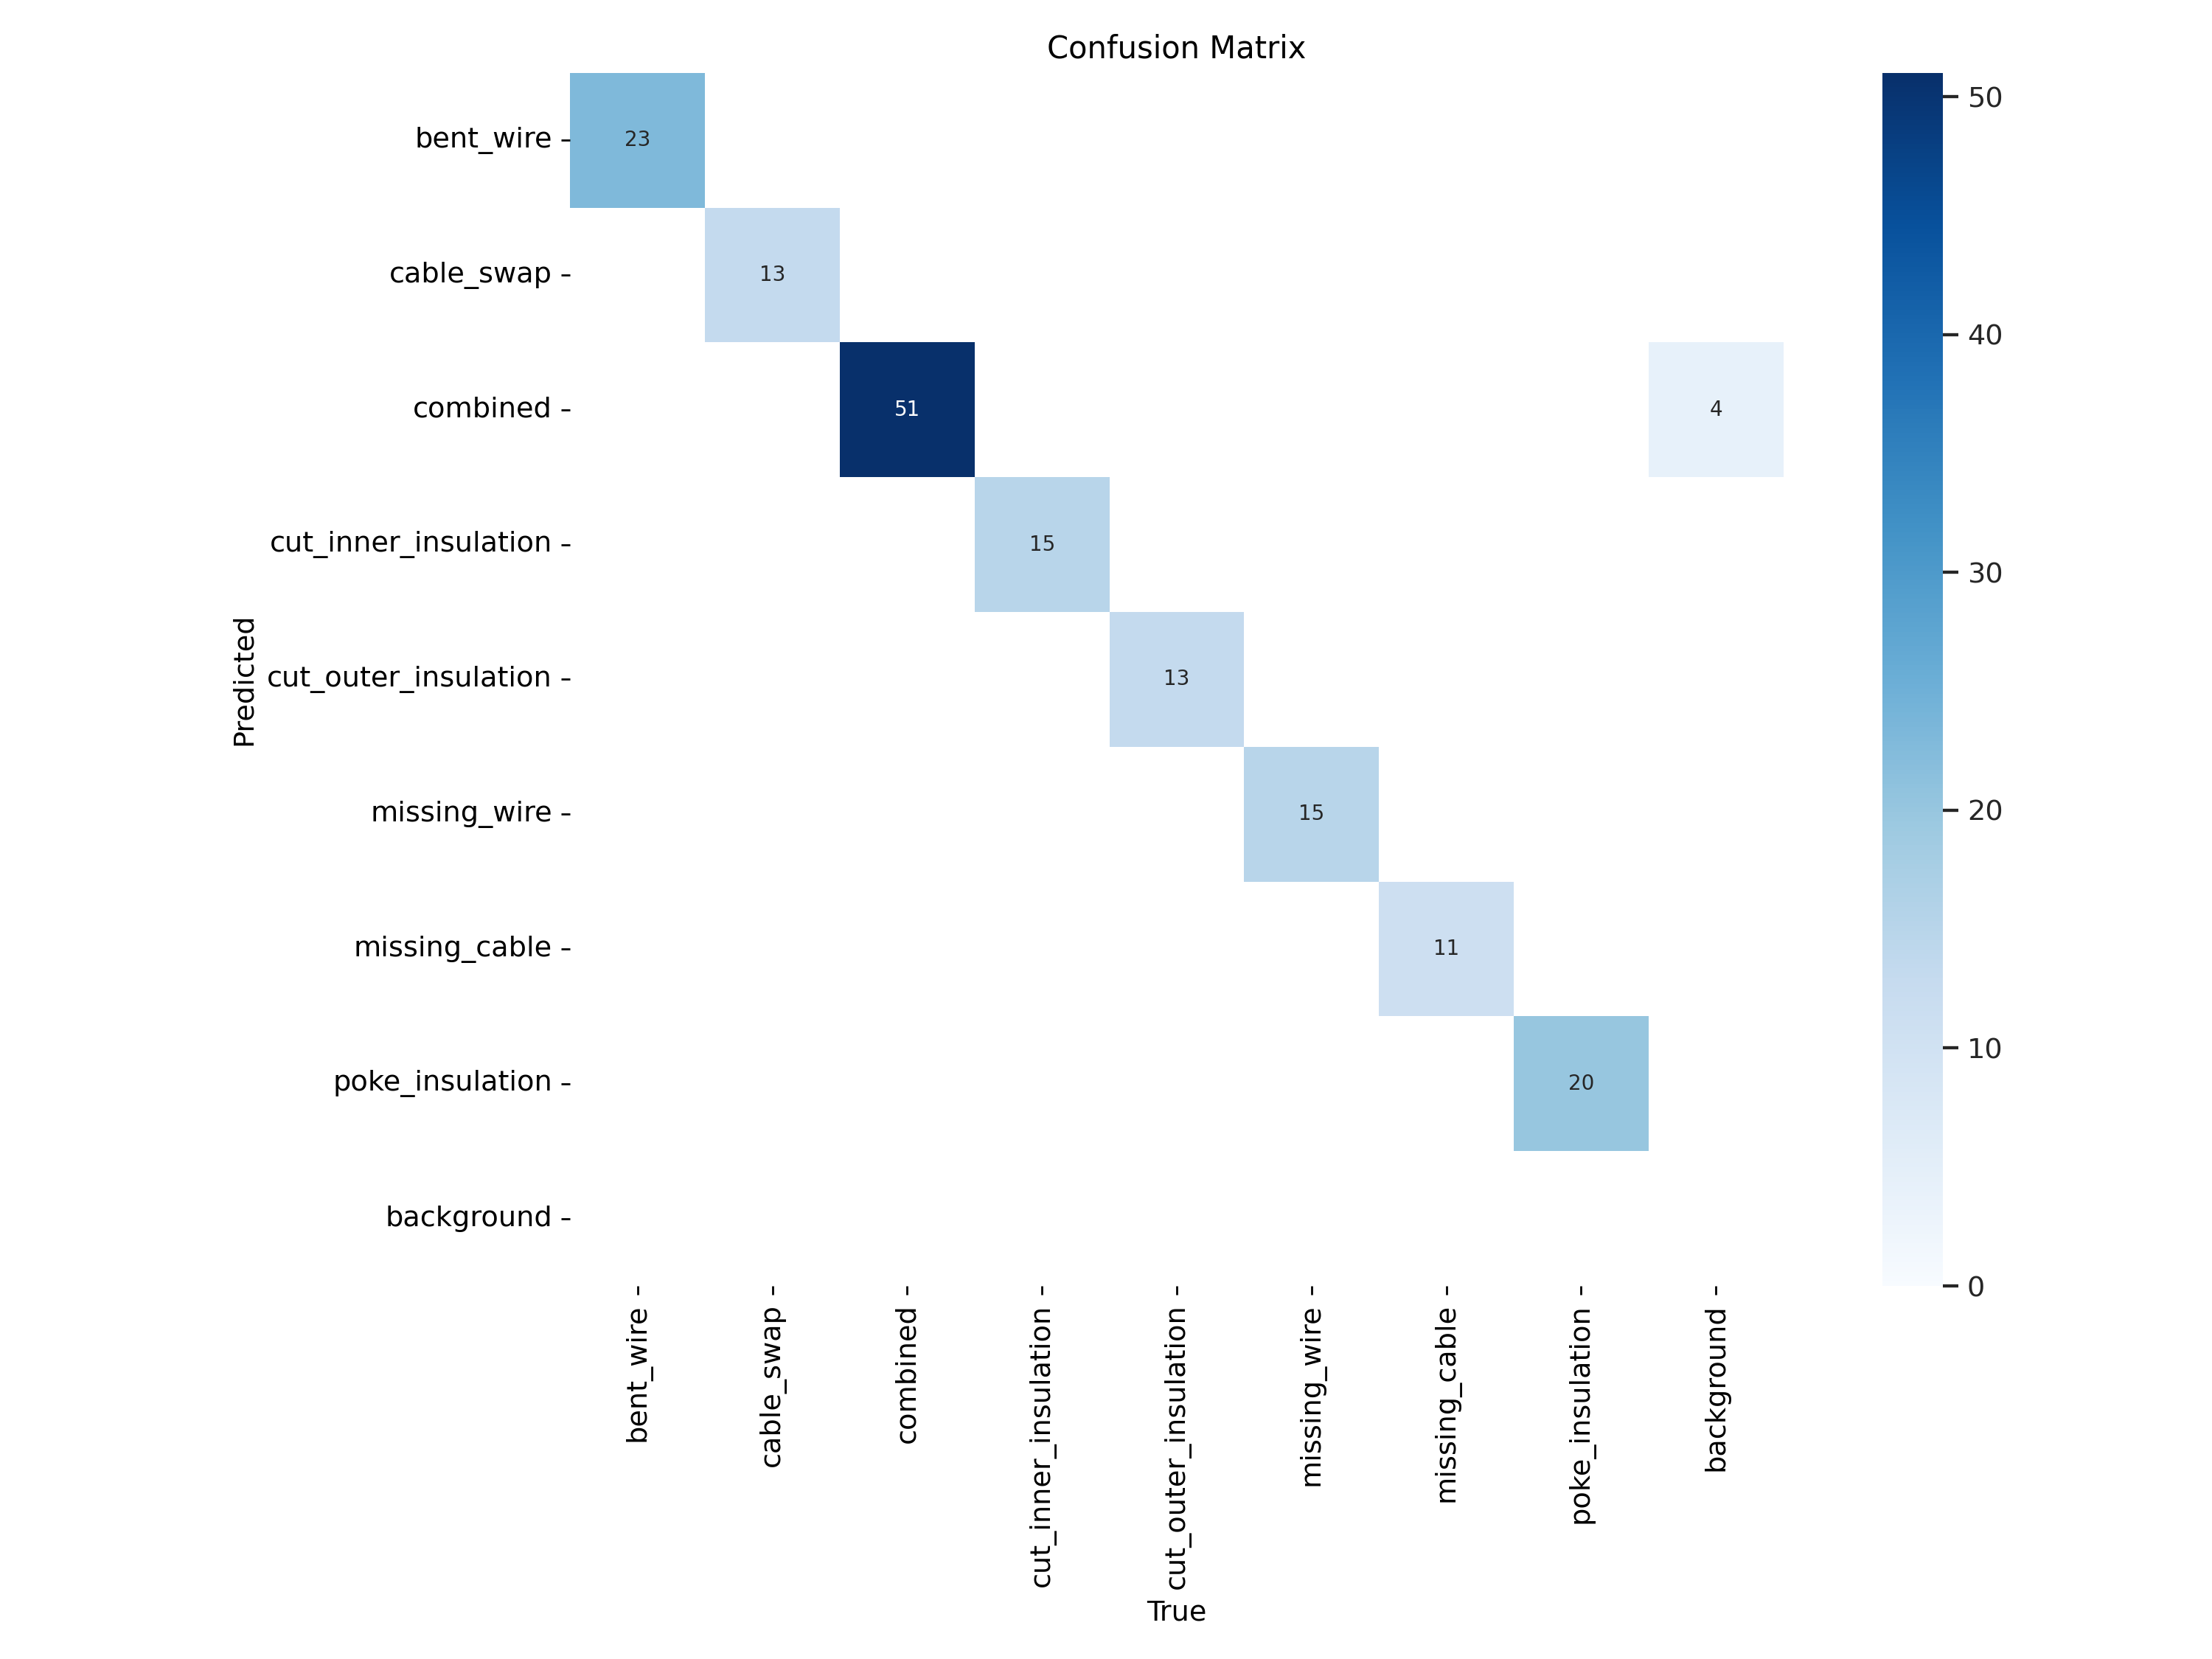 Confusion Matrix
bent_wire
23
50
cable_swap
13
40
combined
51
4
cut_inner_insulation
15
30
Predicted
cut_outer_insulation
13
missing_wire
15
20
missing_cable
11
poke_insulation
20
10
background
0
bent_wire
cable_swap
combined
cut_inner_insulation
cut_outer_insulation
missing_wire
missing_cable
poke_insulation
background
True